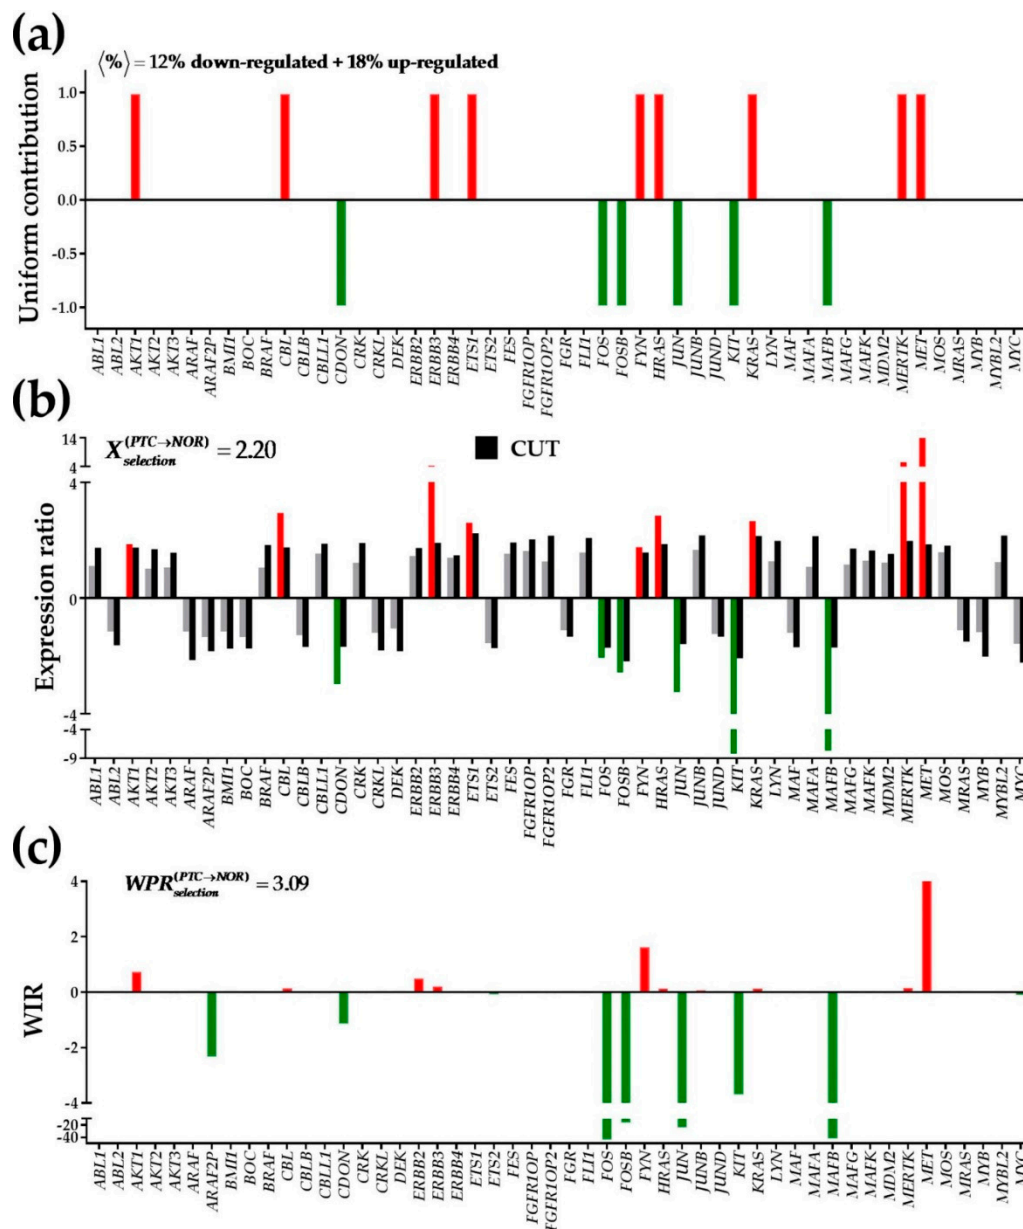 (a)
⟨%⟩ = 12% down-regulated + 18% up-regulated
Uniform contribution
1.0
0.5
0.0
-0.5
-1.0
ABL1
ABL2
AKT1
AKT2
AKT3
ARAF
ARAF2P
BMI1
BOC
BRAF
CBL
CBLB
CBLL1
CDON
CRK
CRKL
DEK
ERBB2
ERBB3
ERBB4
ETS1
ETS2
FES
FGFR1OP
FGFR1OP2
FGR
FLI1
FOS
FOSB
FYN
HRAS
JUN
JUNB
JUND
KIT
KRAS
LYN
MAF
MAFA
MAFB
MAFG
MAFK
MDM2
MERTK
MET
MOS
MRAS
MYB
MYBL2
MYC
(b)
X selection (PTC→NOR) = 2.20
CUT
Expression ratio
14
4
4
0
-4
-4
-9
ABL1
ABL2
AKT1
AKT2
AKT3
ARAF
ARAF2P
BMI1
BOC
BRAF
CBL
CBLB
CBLL1
CDON
CRK
CRKL
DEK
ERBB2
ERBB3
ERBB4
ETS1
ETS2
FES
FGFR1OP
FGFR1OP2
FGR
FLI1
FOS
FOSB
FYN
HRAS
JUN
JUNB
JUND
KIT
KRAS
LYN
MAF
MAFA
MAFB
MAFG
MAFK
MDM2
MERTK
MET
MOS
MRAS
MYB
MYBL2
MYC
(c)
WPR selection (PTC→NOR) = 3.09
WIR
4
2
0
-2
-4
-20
-40
ABL1
ABL2
AKT1
AKT2
AKT3
ARAF
ARAF2P
BMI1
BOC
BRAF
CBL
CBLB
CBLL1
CDON
CRK
CRKL
DEK
ERBB2
ERBB3
ERBB4
ETS1
ETS2
FES
FGFR1OP
FGFR1OP2
FGR
FLI1
FOS
FOSB
FYN
HRAS
JUN
JUNB
JUND
KIT
KRAS
LYN
MAF
MAFA
MAFB
MAFG
MAFK
MDM2
MERTK
MET
MOS
MRAS
MYB
MYBL2
MYC